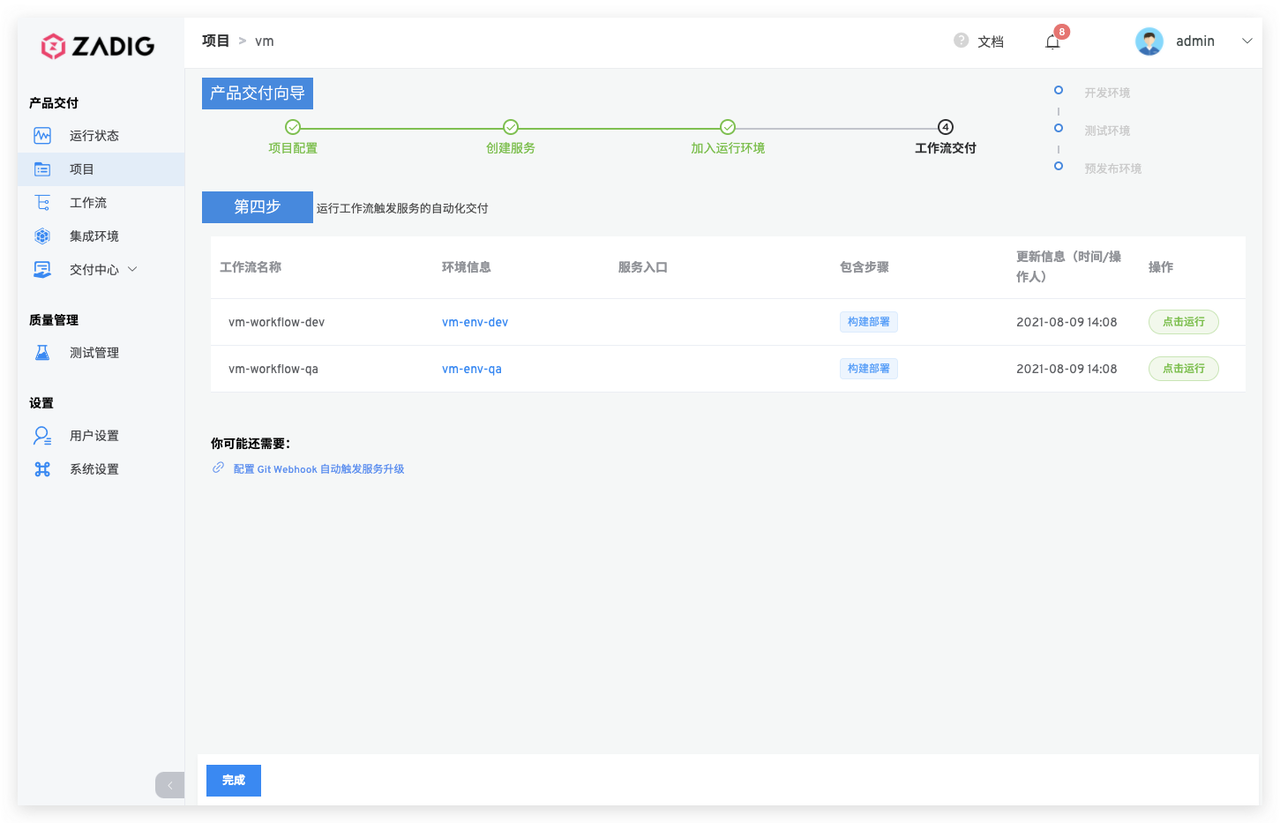 ZADIG
项目 > vm
? 文档
8
admin
产品交付
运行状态
项目
工作流
集成环境
交付中心
质量管理
测试管理
设置
用户设置
系统设置
产品交付向导
项目配置
创建服务
加入运行环境
4
工作流交付
开发环境
测试环境
预发布环境
第四步 运行工作流触发服务的自动化交付
工作流名称 环境信息 服务入口 包含步骤 更新信息（时间/操作人） 操作
vm-workflow-dev vm-env-dev 构建部署 2021-08-09 14:08 点击运行
vm-workflow-qa vm-env-qa 构建部署 2021-08-09 14:08 点击运行
你可能还需要：
配置 Git Webhook 自动触发服务升级
完成